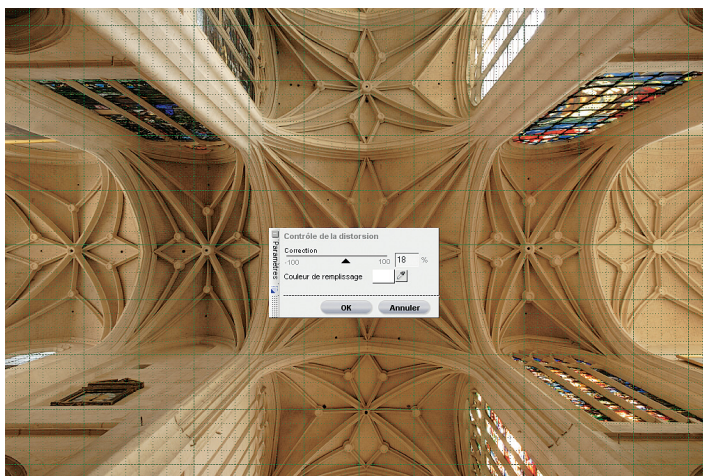 Contrôle de la distorsion
Paramètres
Correction
-100 100 18 %
Couleur de remplissage
OK Annuler